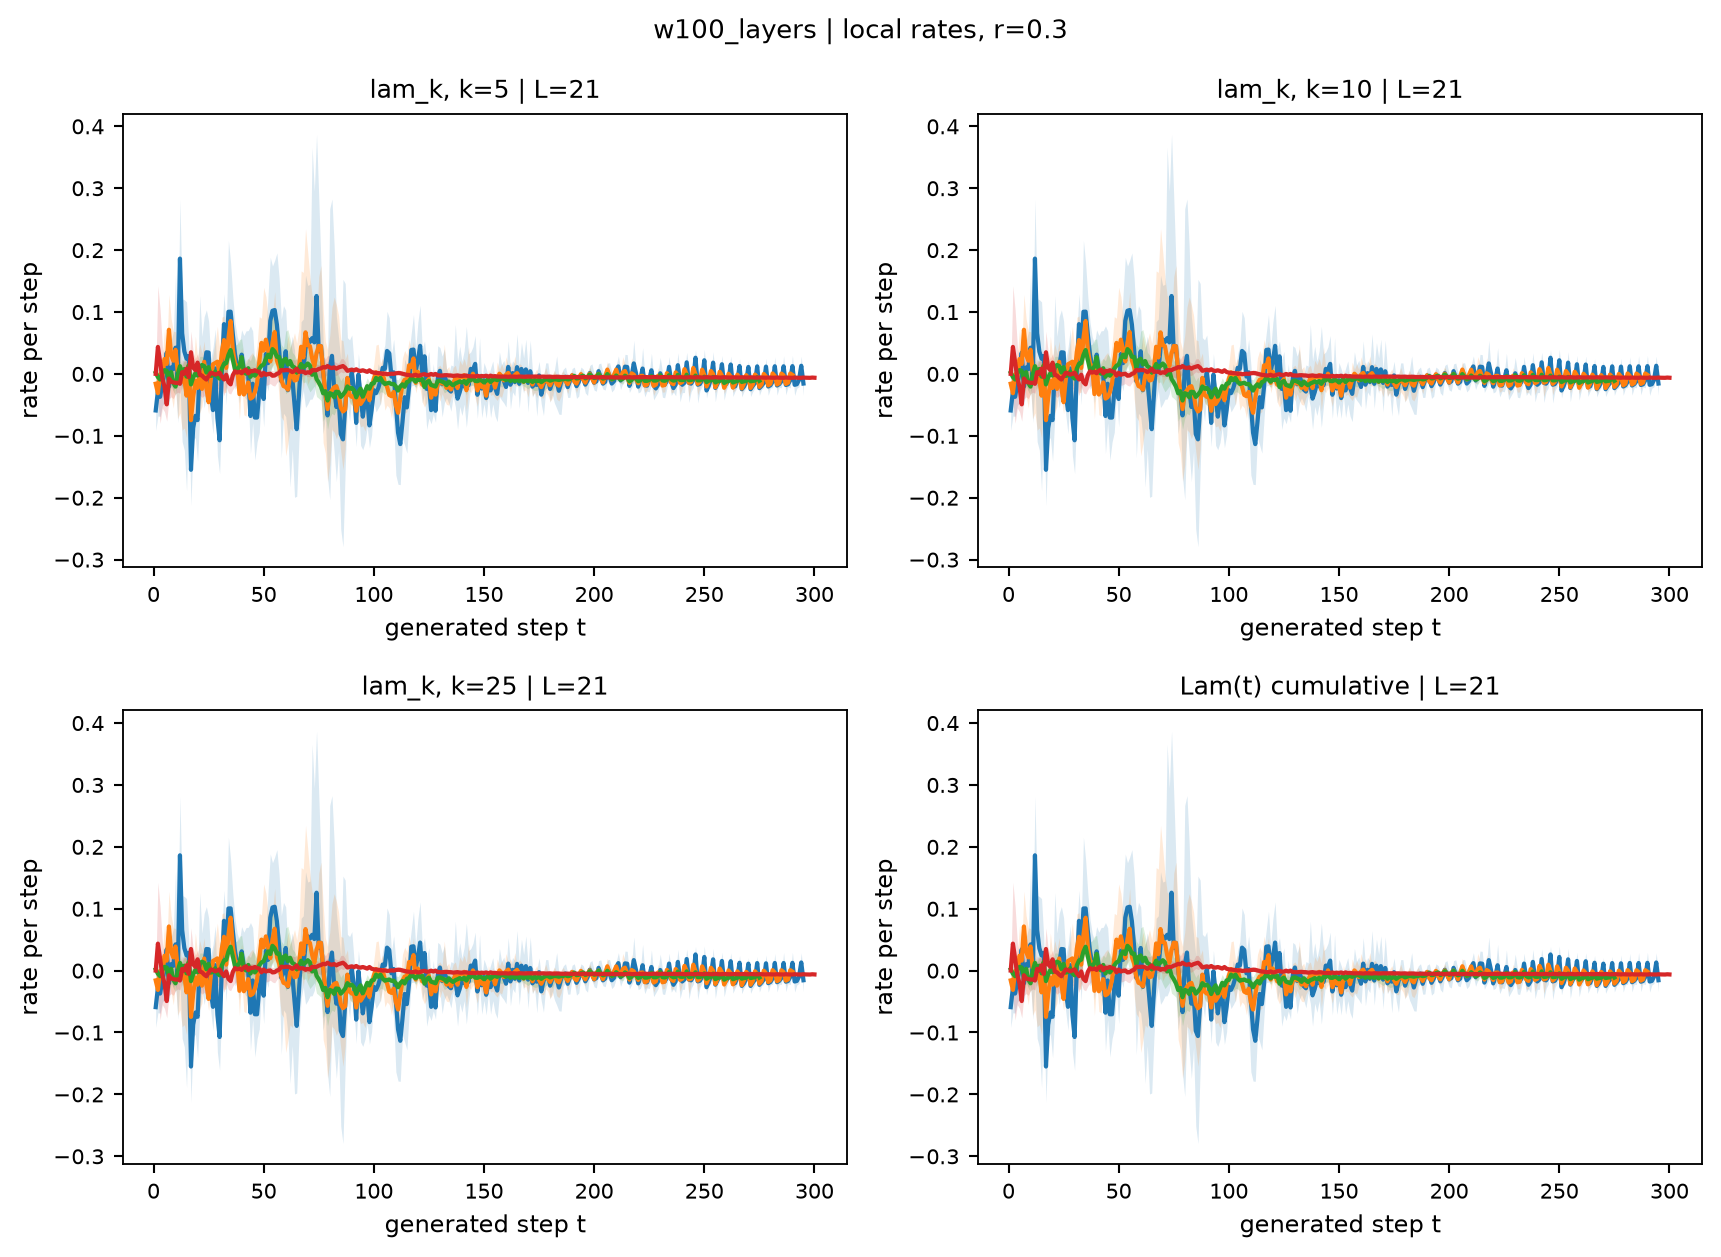 w100_layers | local rates, r=0.3
lam_k, k=5 | L=21
lam_k, k=10 | L=21
rate per step
0.4
0.3
0.2
0.1
0.0
−0.1
−0.2
−0.3
0 50 100 150 200 250 300
generated step t
rate per step
0.4
0.3
0.2
0.1
0.0
−0.1
−0.2
−0.3
0 50 100 150 200 250 300
generated step t
lam_k, k=25 | L=21
Lam(t) cumulative | L=21
rate per step
0.4
0.3
0.2
0.1
0.0
−0.1
−0.2
−0.3
0 50 100 150 200 250 300
generated step t
rate per step
0.4
0.3
0.2
0.1
0.0
−0.1
−0.2
−0.3
0 50 100 150 200 250 300
generated step t